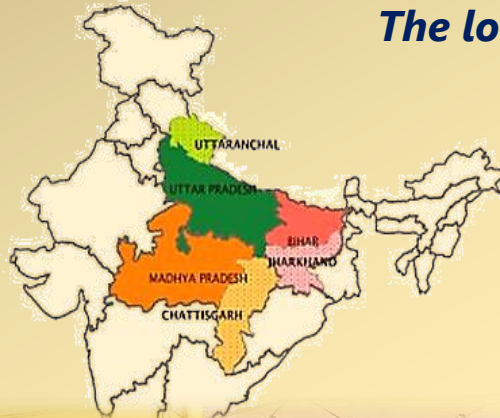 The lo
UTTARANCHAL
UTTAR PRADESH
BIHAR
JHARKHAND
MADHYA PRADESH
CHATTISGARH